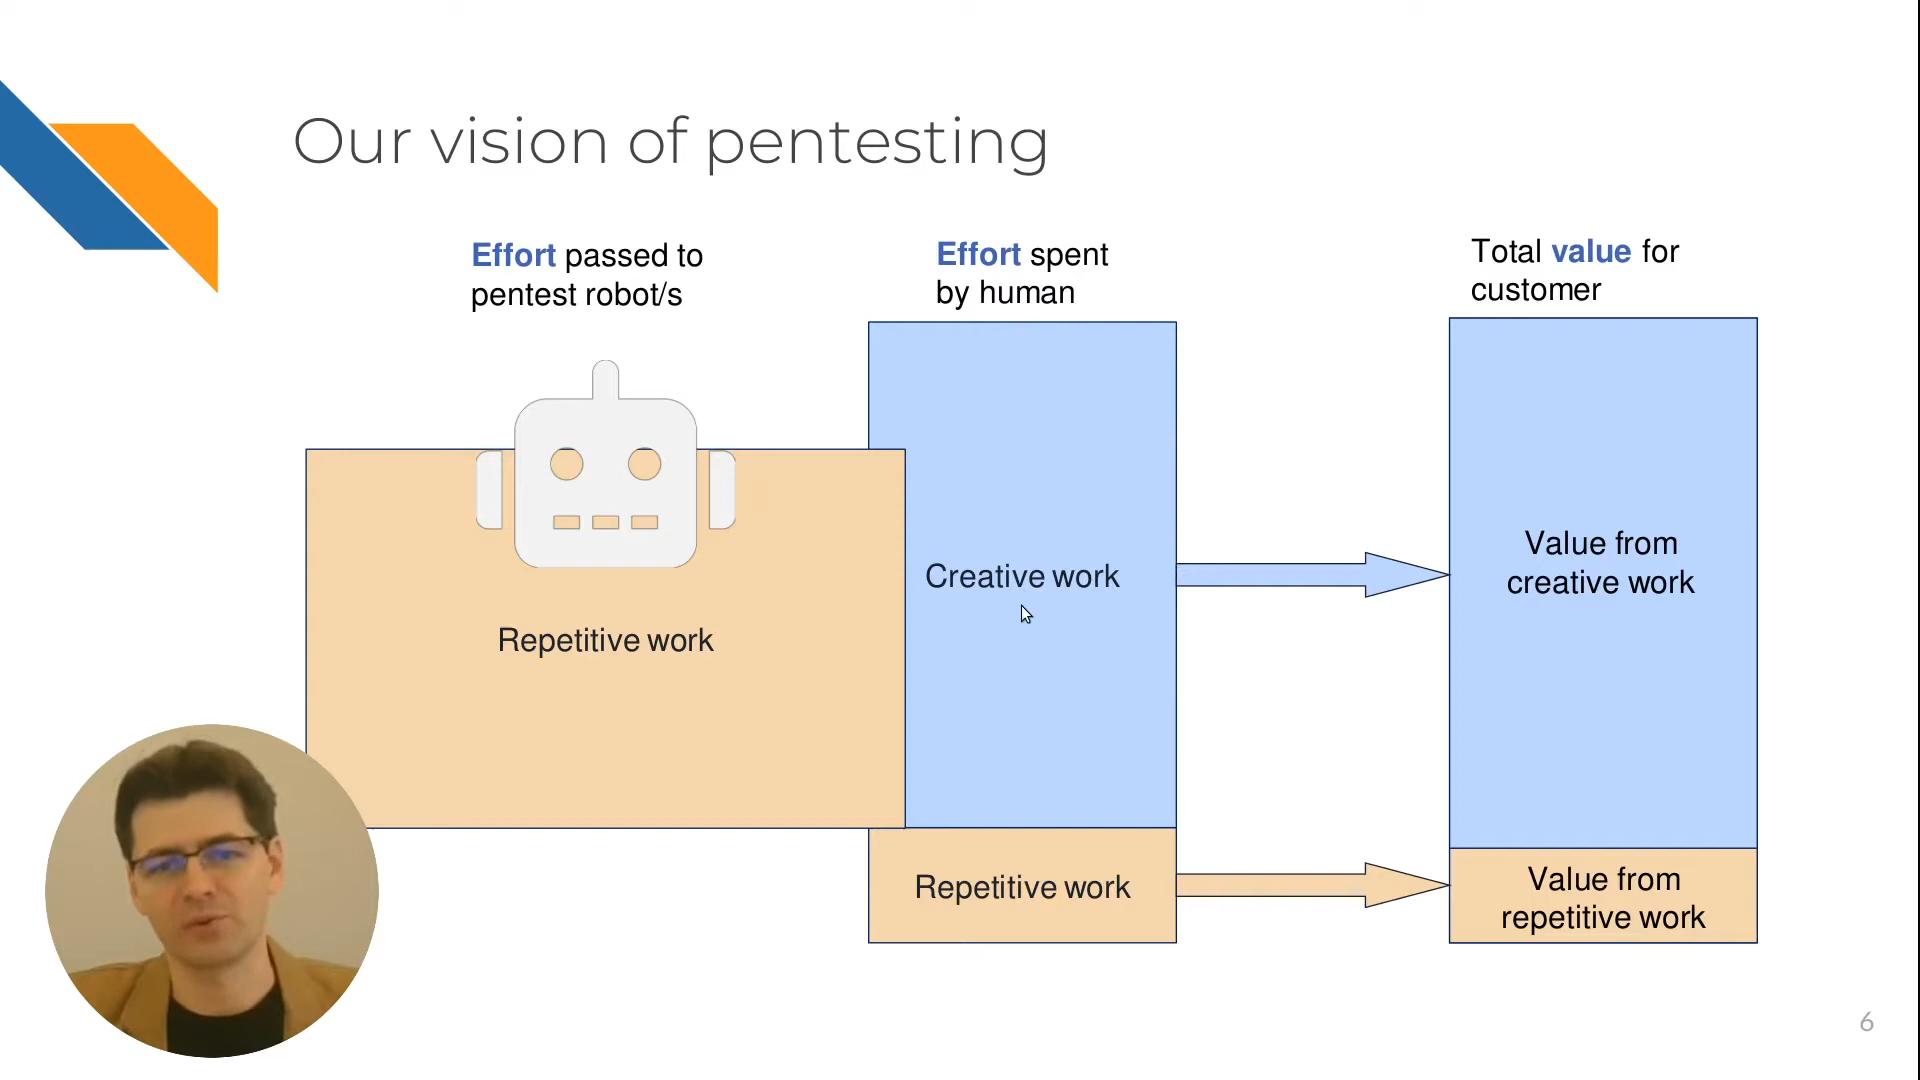 Our vision of pentesting
Effort passed to
pentest robot/s
Effort spent
by human
Total value for
customer
Repetitive work
Creative work
Value from
creative work
Repetitive work
Value from
repetitive work
6